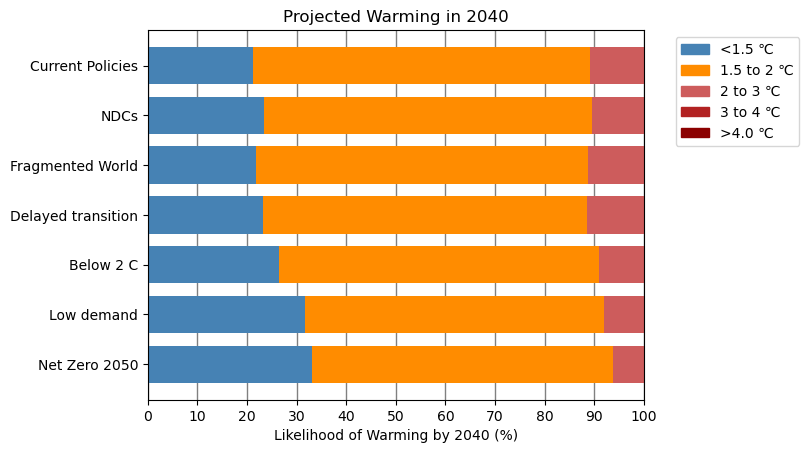 Projected Warming in 2040
Current Policies
NDCs
Fragmented World
Delayed transition
Below 2 C
Low demand
Net Zero 2050
0 10 20 30 40 50 60 70 80 90 100
Likelihood of Warming by 2040 (%)
<1.5 ℃
1.5 to 2 ℃
2 to 3 ℃
3 to 4 ℃
>4.0 ℃